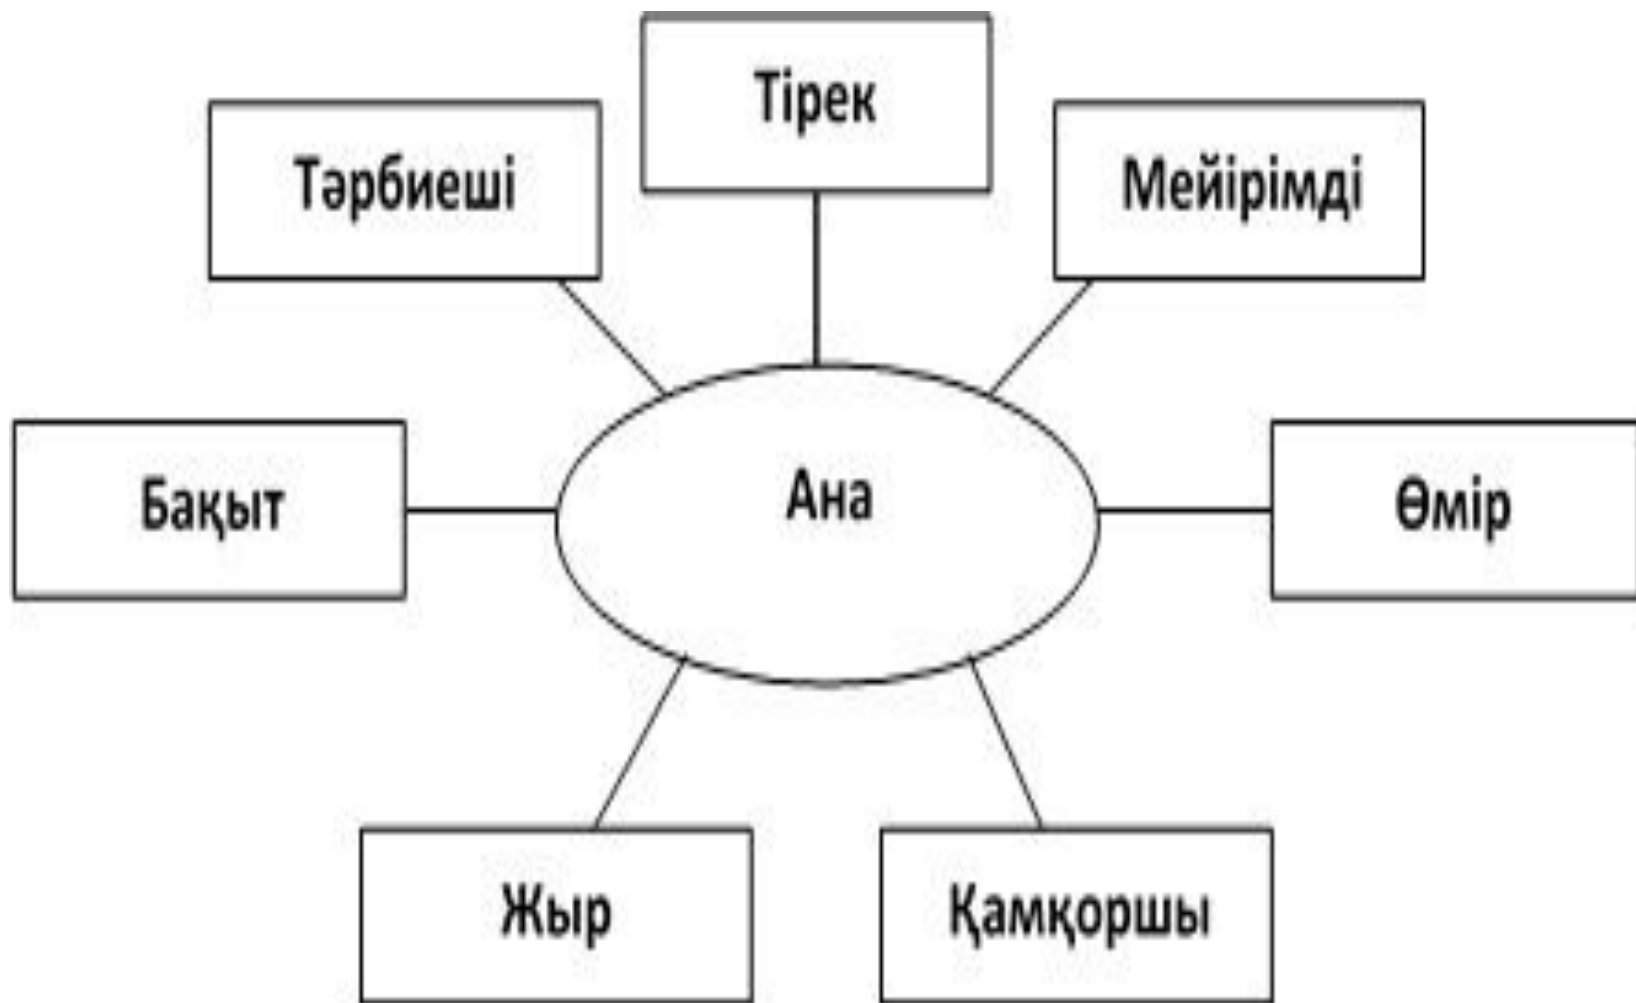 Тірек
Тәрбиеші
Мейірімді
Бақыт
Ана
Өмір
Жыр
Қамқоршы